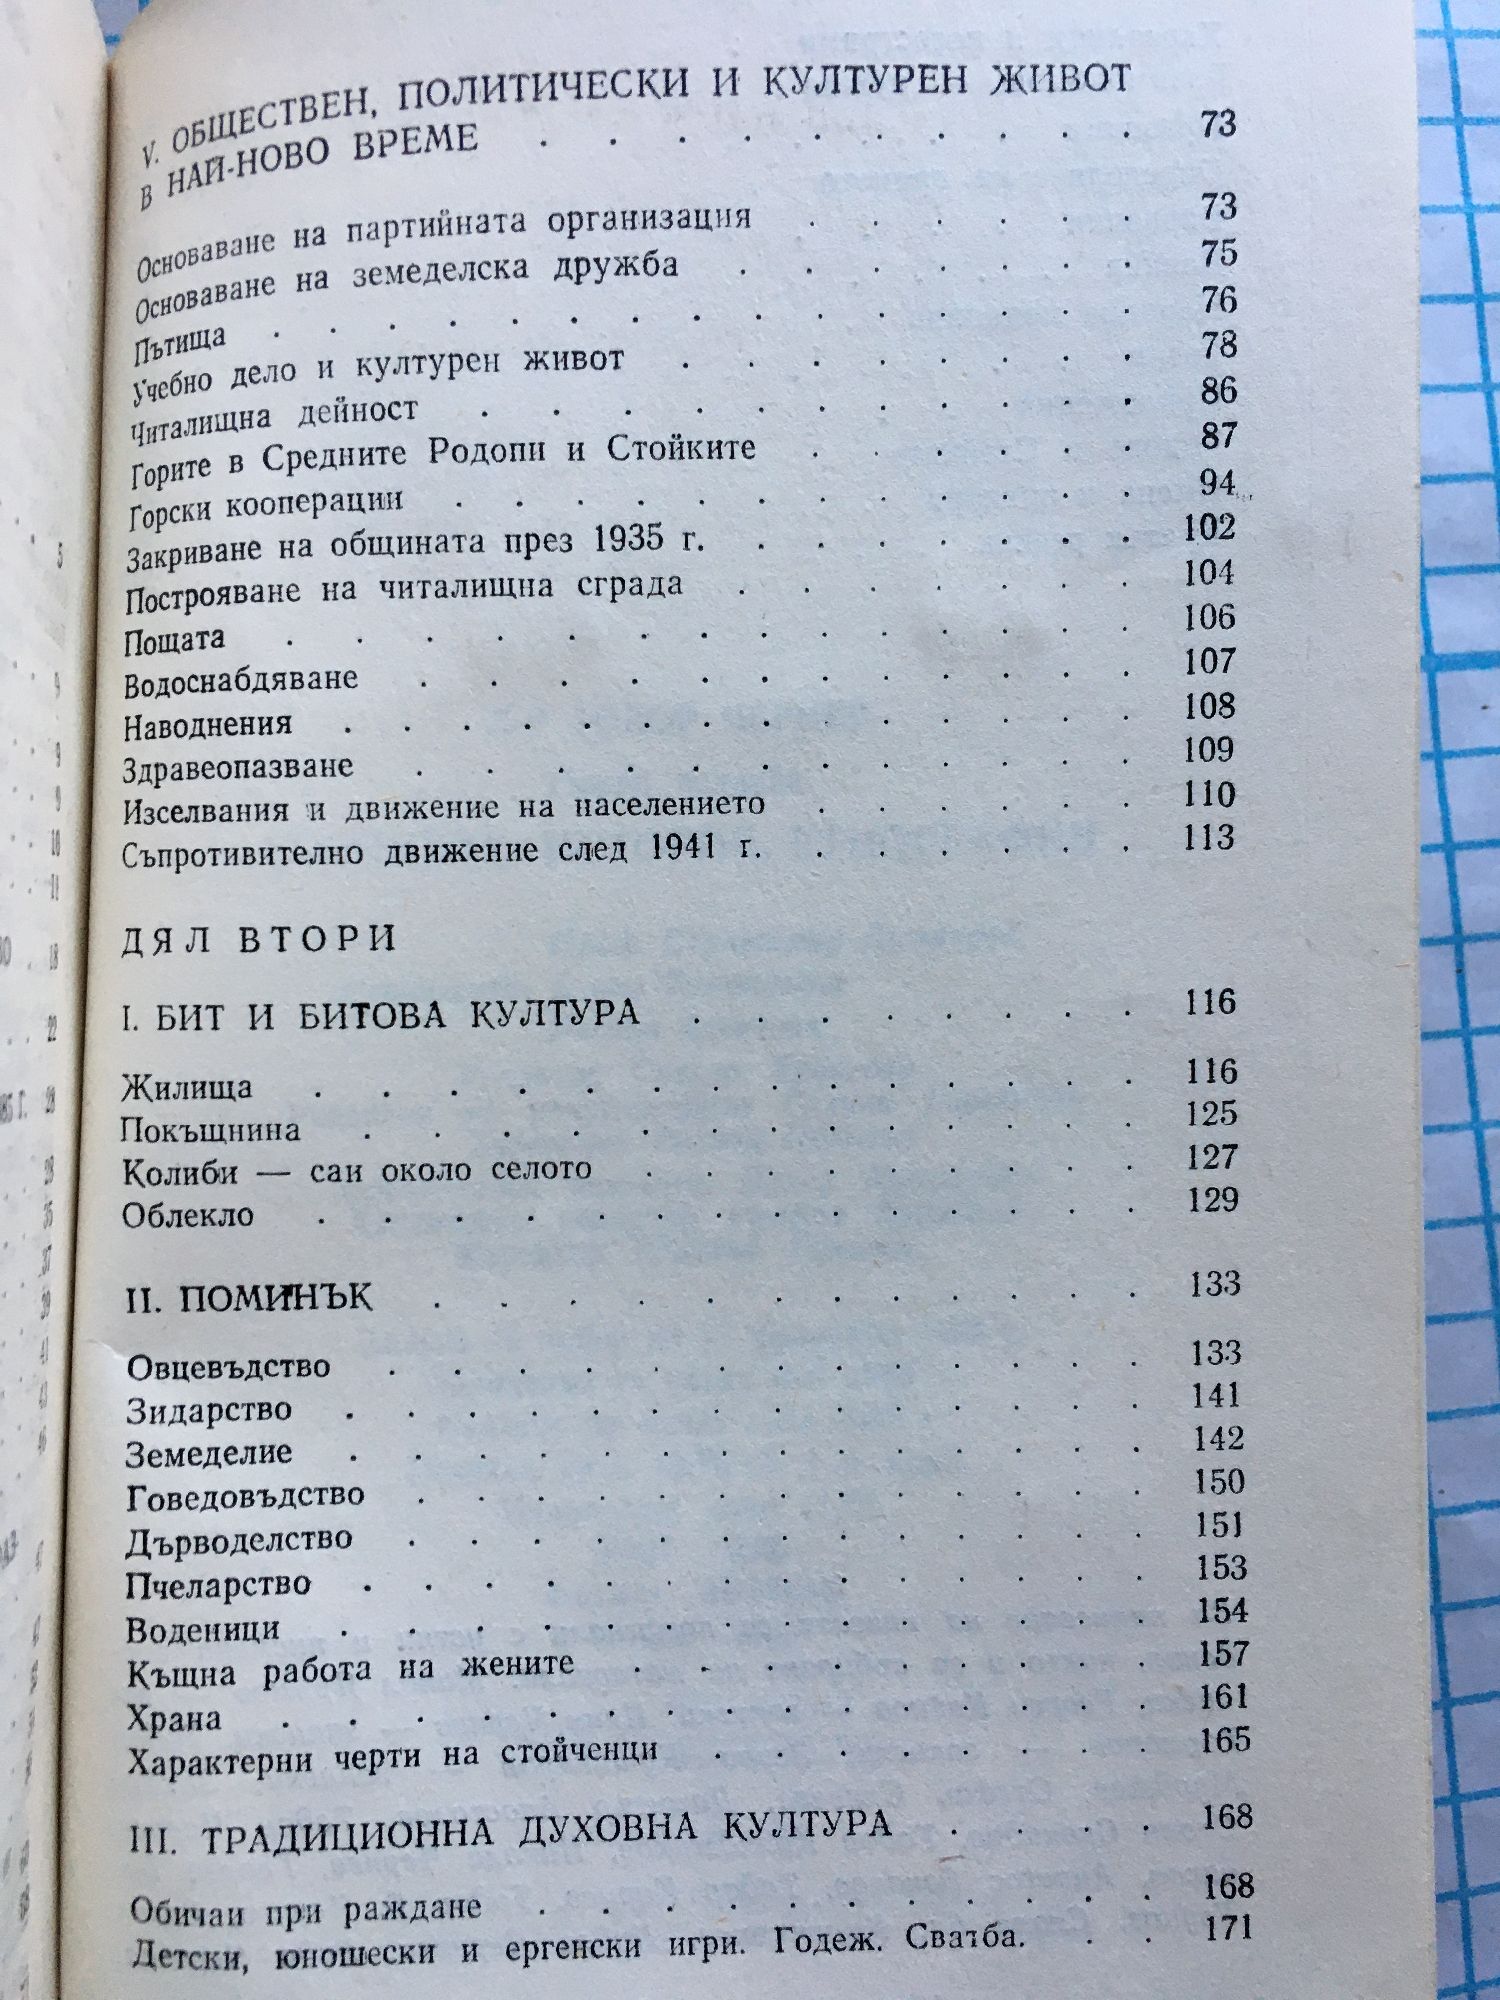 V. ОБЩЕСТВЕН, ПОЛИТИЧЕСКИ И КУЛТУРЕН ЖИВОТ
В НАЙ-НОВО ВРЕМЕ . . . . . . . . . . 73
Основаване на партийната организация . . . . . . 73
Основаване на земеделска дружба . . . . . . . 75
Пътища . . . . . . . . . . . . . . 76
Учебно дело и културен живот . . . . . . . . 78
Читалищна дейност . . . . . . . . . . . 86
Горите в Средните Родопи и Стойките . . . . . . 87
Горски кооперации . . . . . . . . . . . 94
Закриване на общината през 1935 г. . . . . . . . 102
Построяване на читалищна сграда . . . . . . . 104
Пощата . . . . . . . . . . . . . 106
Водоснабдяване . . . . . . . . . . . 107
Наводнения . . . . . . . . . . . . . 108
Здравеопазване . . . . . . . . . . . 109
Изселвания и движение на населението . . . . . . 110
Съпротивително движение след 1941 г. . . . . . . 113
ДЯЛ ВТОРИ
I. БИТ И БИТОВА КУЛТУРА . . . . . . . . 116
Жилища . . . . . . . . . . . . . 116
Покъщнина . . . . . . . . . . . . 125
Колиби — саи около селото . . . . . . . . 127
Облекло . . . . . . . . . . . . . 129
II. ПОМИНЪК . . . . . . . . . . . 133
Овцевъдство . . . . . . . . . . . . 133
Зидарство . . . . . . . . . . . . . 141
Земеделие . . . . . . . . . . . . . 142
Говедовъдство . . . . . . . . . . . . 150
Дърводелство . . . . . . . . . . . . 151
Пчеларство . . . . . . . . . . . . . 153
Воденици . . . . . . . . . . . . . 154
Къщна работа на жените . . . . . . . . . 157
Храна . . . . . . . . . . . . . . 161
Характерни черти на стойченци . . . . . . . 165
III. ТРАДИЦИОННА ДУХОВНА КУЛТУРА . . . . 168
Обичаи при раждане . . . . . . . . . . 168
Детски, юношески и ергенски игри. Годеж. Сватба. . . 171